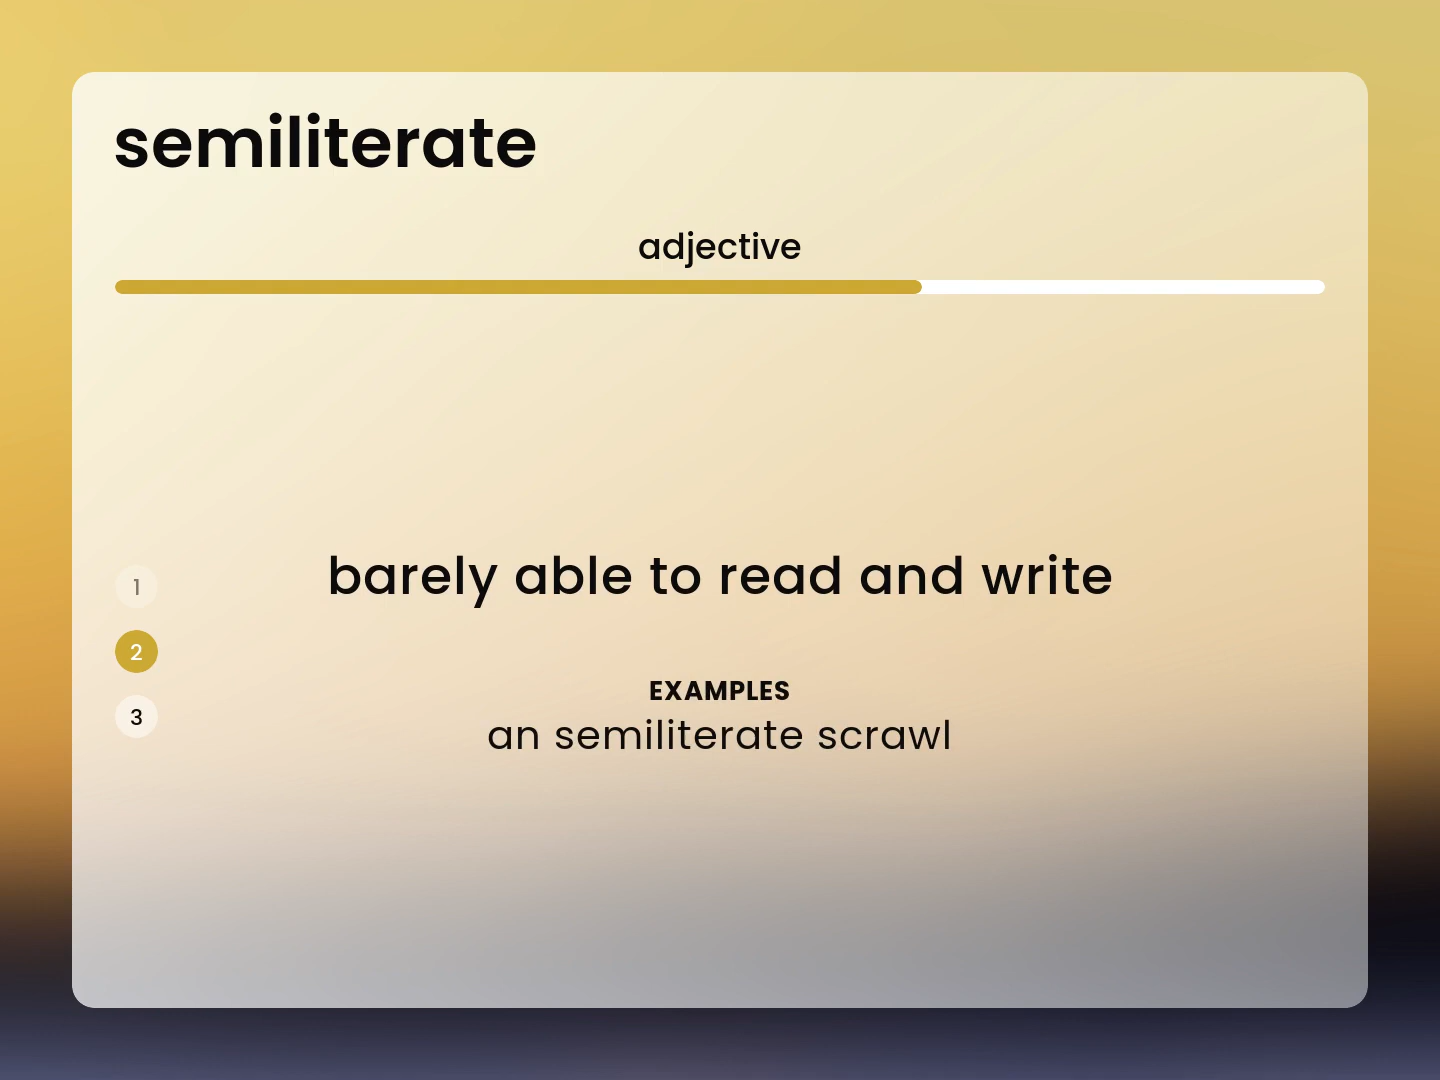 semiliterate
adjective
barely able to read and write
1
2
3
EXAMPLES
an semiliterate scrawl